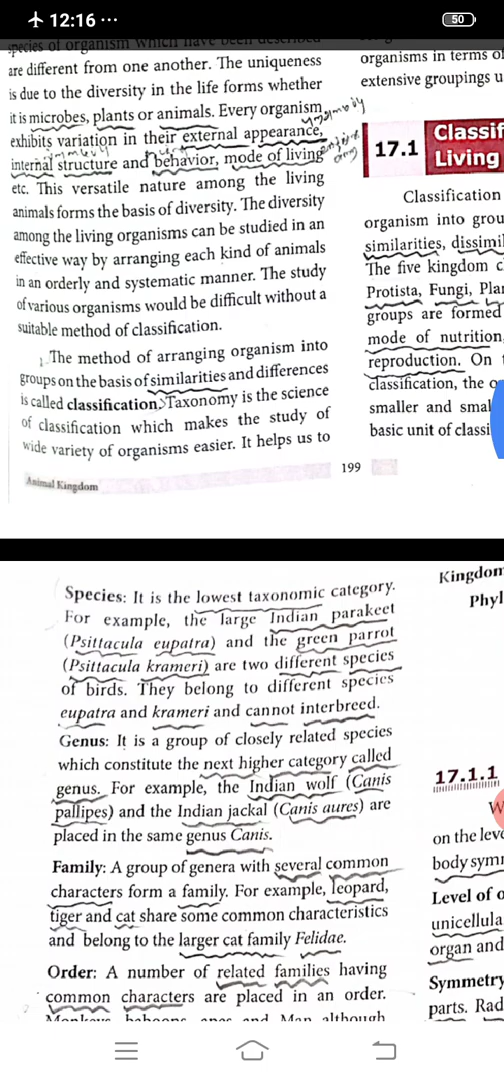 12:16
50
species of organism which have been described
are different from one another. The uniqueness
is due to the diversity in the life forms whether
it is microbes, plants or animals. Every organism
exhibits variation in their external appearance,
internal structure and behavior, mode of living
etc. This versatile nature among the living
animals forms the basis of diversity. The diversity
among the living organisms can be studied in an
effective way by arranging each kind of animals
in an orderly and systematic manner. The study
of various organisms would be difficult without a
suitable method of classification.
The method of arranging organism into
groups on the basis of similarities and differences
is called classification. Taxonomy is the science
of classification which makes the study of
wide variety of organisms easier. It helps us to
Animal Kingdom
199
organisms in terms of
extensive groupings u
17.1
Classif
Living
Classification
organism into grou
similarities, dissimil
The five kingdom c
Protista, Fungi, Plan
groups are formed
mode of nutrition,
reproduction. On
classification, the o
smaller and smal
basic unit of classi
Species: It is the lowest taxonomic category.
For example, the large Indian parakeet
(Psittacula eupatra) and the green parrot
(Psittacula krameri) are two different species
of birds. They belong to different species
eupatra and krameri and cannot interbreed.
Genus: It is a group of closely related species
which constitute the next higher category called
genus. For example, the Indian wolf (Canis
pallipes) and the Indian jackal (Canis aures) are
placed in the same genus Canis.
Family: A group of genera with several common
characters form a family. For example, leopard,
tiger and cat share some common characteristics
and belong to the larger cat family Felidae.
Order: A number of related families having
common characters are placed in an order.
Monkeys, baboons, apes and Man although
Kingdom
Phyl
17.1.1
W
on the leve
body symm
Level of o
unicellula
organ and
Symmetry
parts. Rad